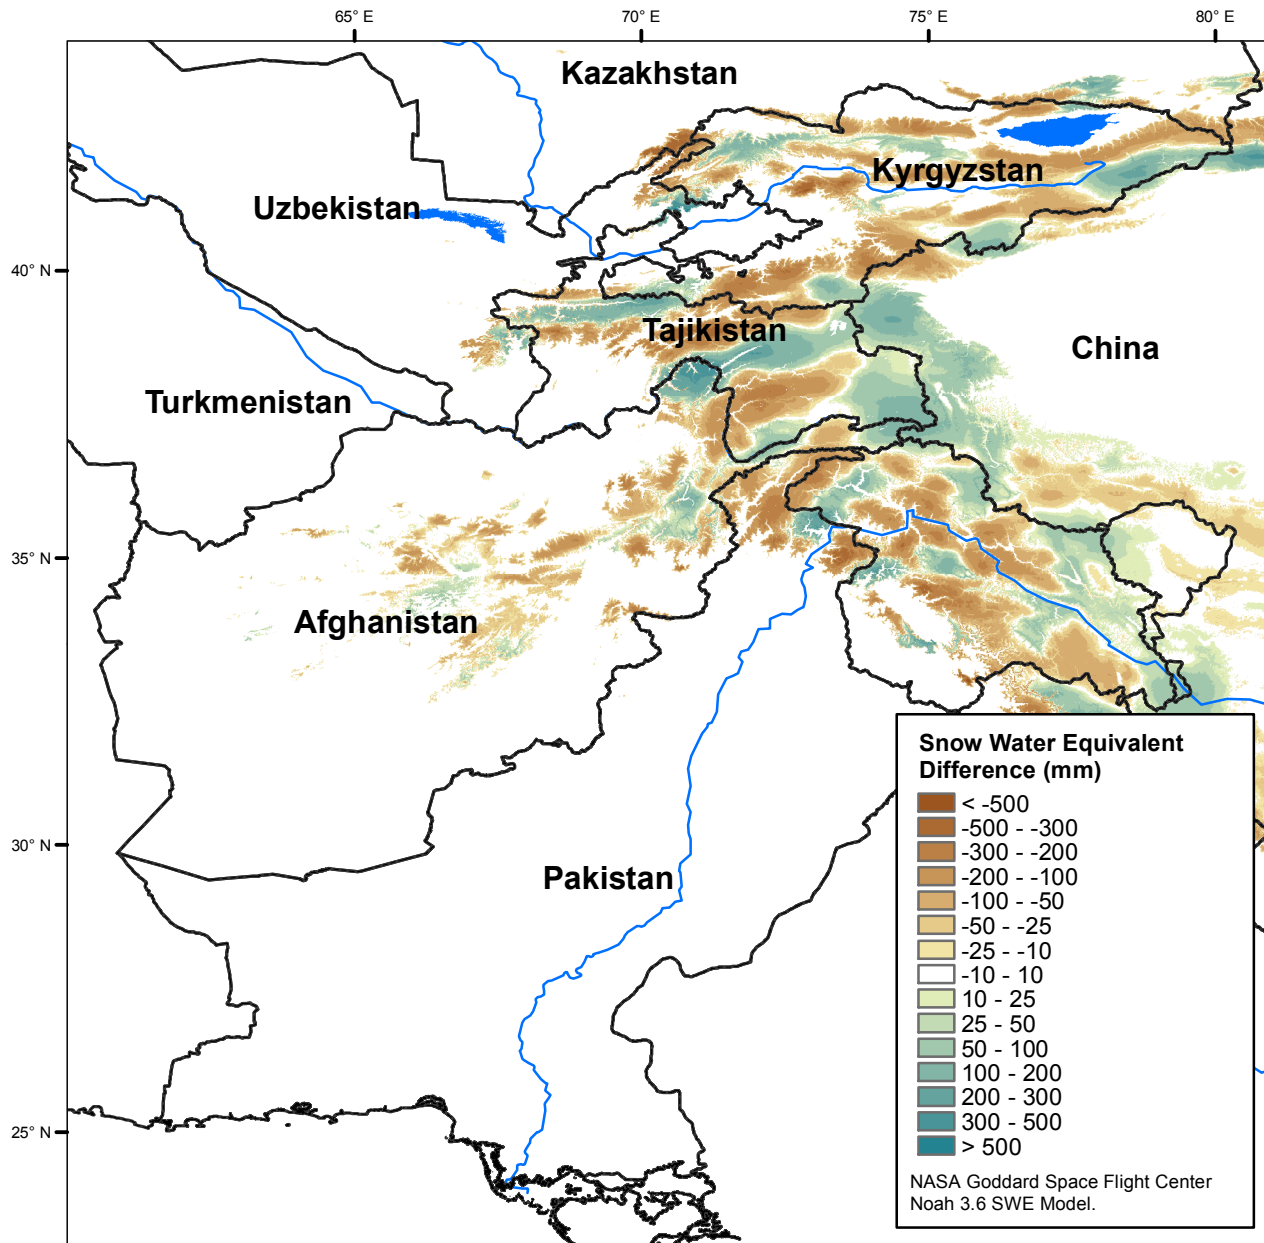 65° E
70° E
75° E
80° E
Kazakhstan
Kyrgyzstan
Uzbekistan
40° N
Tajikistan
China
Turkmenistan
35° N
Afghanistan
Snow Water Equivalent
Difference (mm)
< -500
-500 - -300
-300 - -200
-200 - -100
-100 - -50
-50 - -25
-25 - -10
-10 - 10
10 - 25
25 - 50
50 - 100
100 - 200
200 - 300
300 - 500
> 500
30° N
Pakistan
25° N
NASA Goddard Space Flight Center
Noah 3.6 SWE Model.